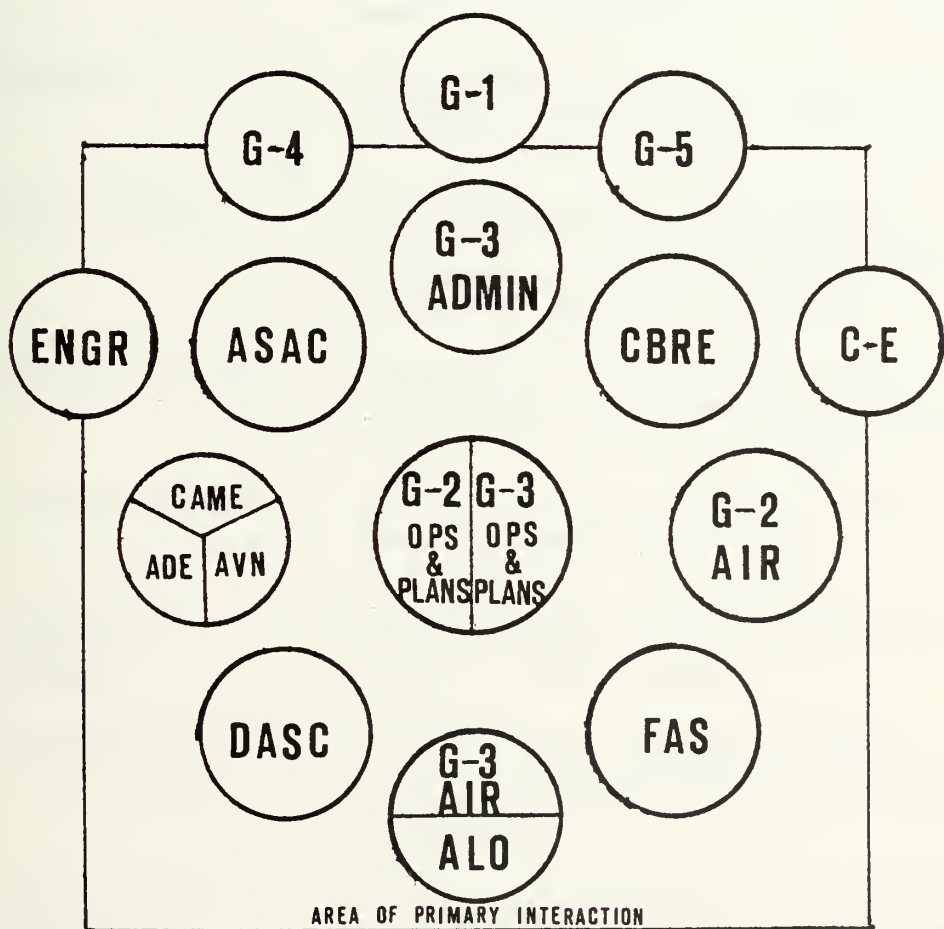 G-1
G-4
G-5
G-3
ADMIN
ENGR
ASAC
CBRE
C-E
CAME
ADE
AVN
G-2
OPS
&
PLANS
G-3
OPS
&
PLANS
G-2
AIR
DASC
FAS
G-3
AIR
ALO
AREA OF PRIMARY INTERACTION